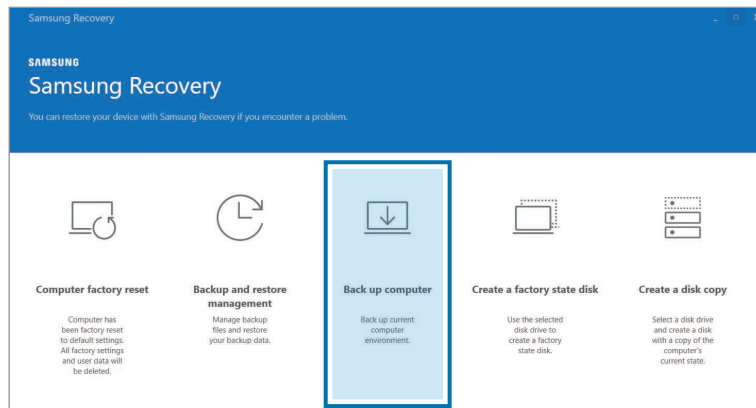 Samsung Recovery
SAMSUNG
Samsung Recovery
You can restore your device with Samsung Recovery if you encounter a problem.
Computer factory reset
Computer has
been factory reset
to default settings.
All factory settings
and user data will
be deleted.
Backup and restore
management
Manage backup
files and restore
your backup data.
Back up computer
Back up current
computer
environment.
Create a factory state disk
Use the selected
disk drive to
create a factory
state disk.
Create a disk copy
Select a disk drive
and create a disk
with a copy of the
computer's
current state.